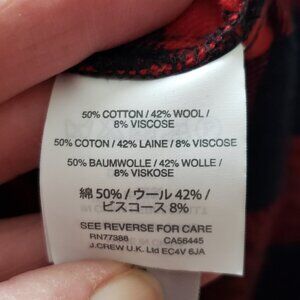 50% COTTON / 42% WOOL /
8% VISCOSE
50% COTON / 42% LAINE / 8% VISCOSE
50% BAUMWOLLE / 42% WOLLE /
8% VISKOSE
綿 50% / ウール 42% /
ビスコース 8%
SEE REVERSE FOR CARE
RN77388 CA56445
J.CREW U.K. Ltd EC4V 6JA